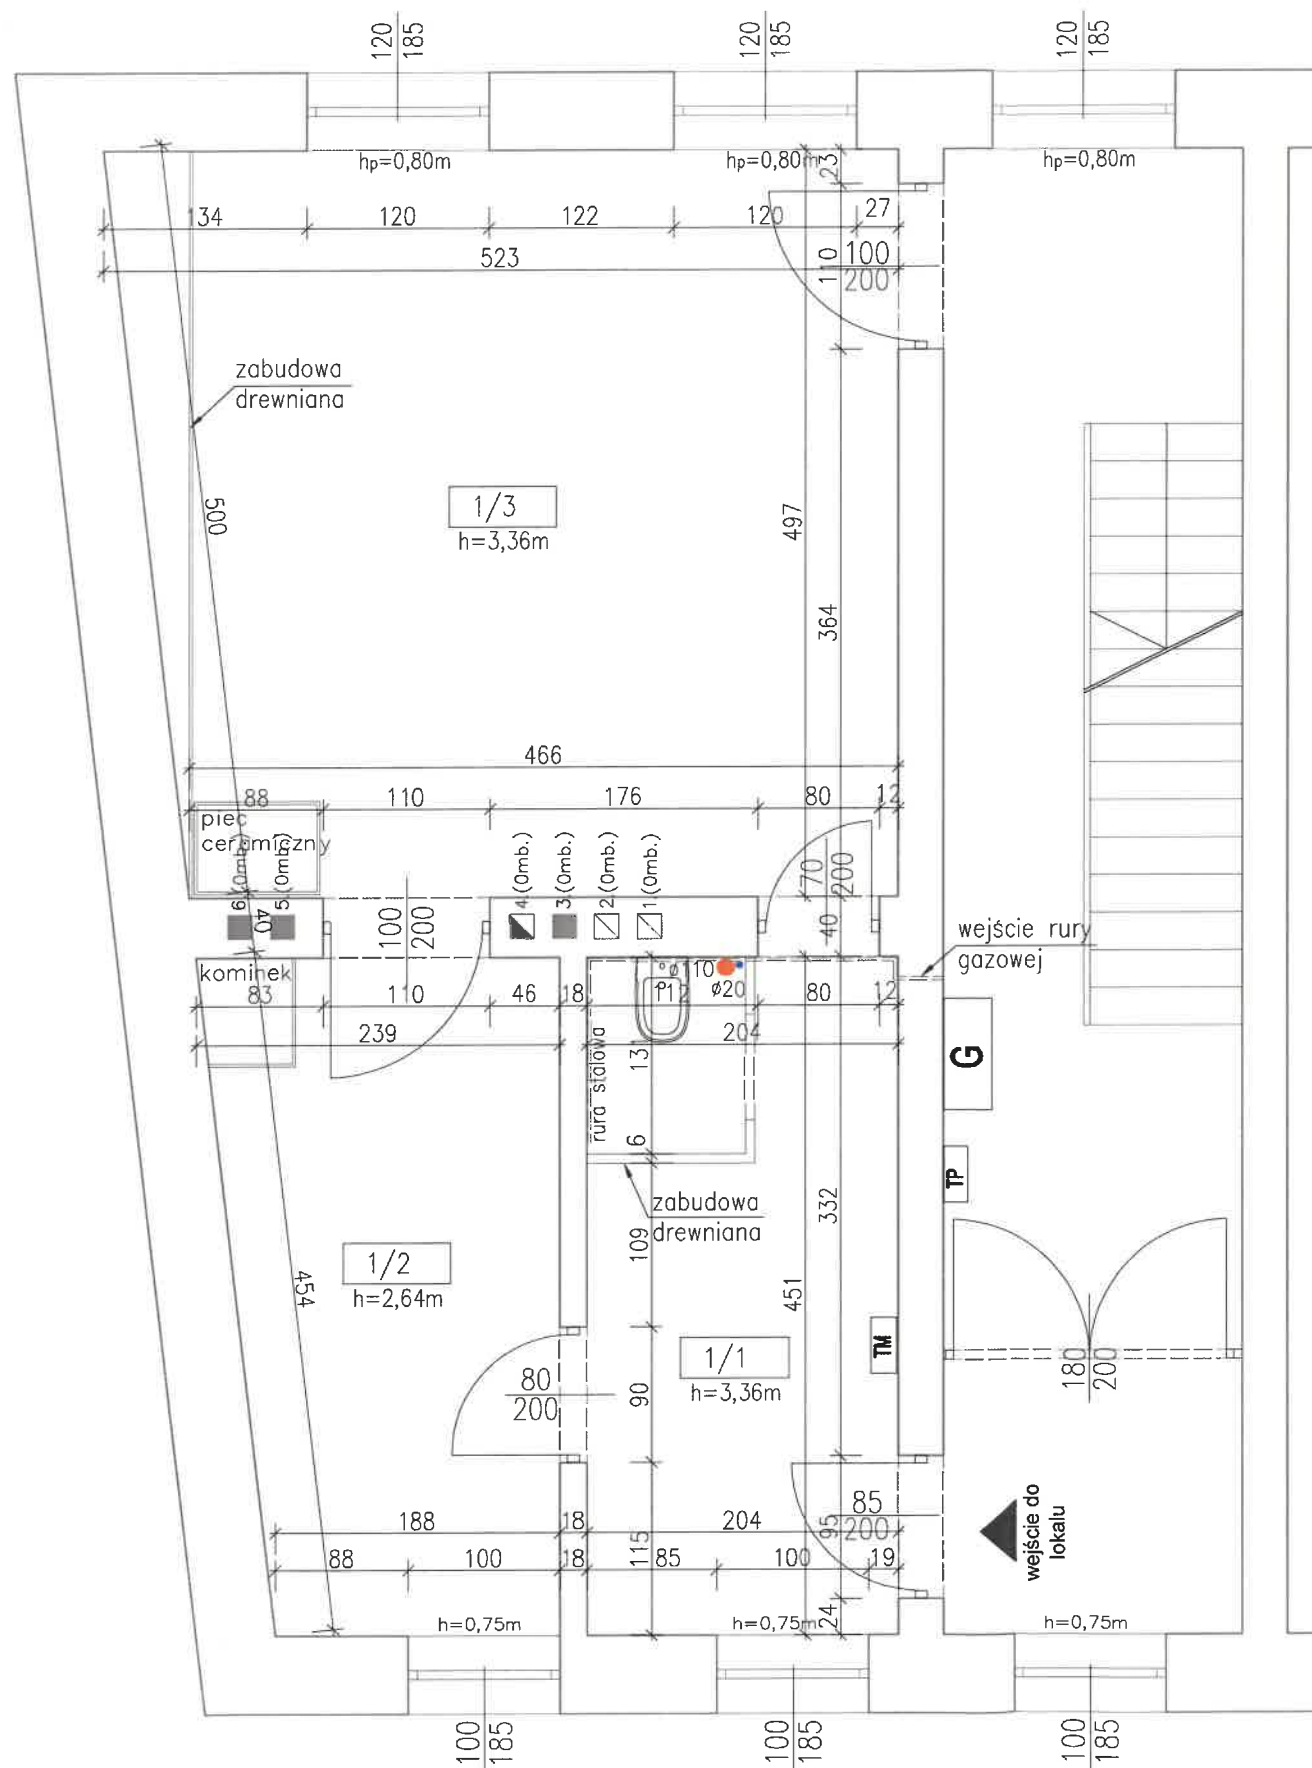 120
185
120
185
120
185
hp=0,80m
hp=0,80m
hp=0,80m
23
134
120
122
120
27
523
110
100
200
zabudowa
drewniana
500
1/3
h=3,36m
497
364
466
88
110
176
80
12
piec
ceramiczny
6.(0mb.)
5.(0mb.)
4.(0mb.)
3.(0mb.)
2.(0mb.)
1.(0mb.)
70
200
40
100
200
40
wejście rury
gazowej
kominek
ø110
83
110
46
18
112
ø20
80
12
239
204
rura stalowa
131
6
G
TP
zabudowa
drewniana
109
332
1/2
h=2,64m
454
451
1/1
h=3,36m
TM
180
200
80
200
90
85
200
95
wejście do
lokalu
188
18
204
115
88
100
18
85
100
19
24
h=0,75m
h=0,75m
h=0,75m
100
185
100
185
100
185